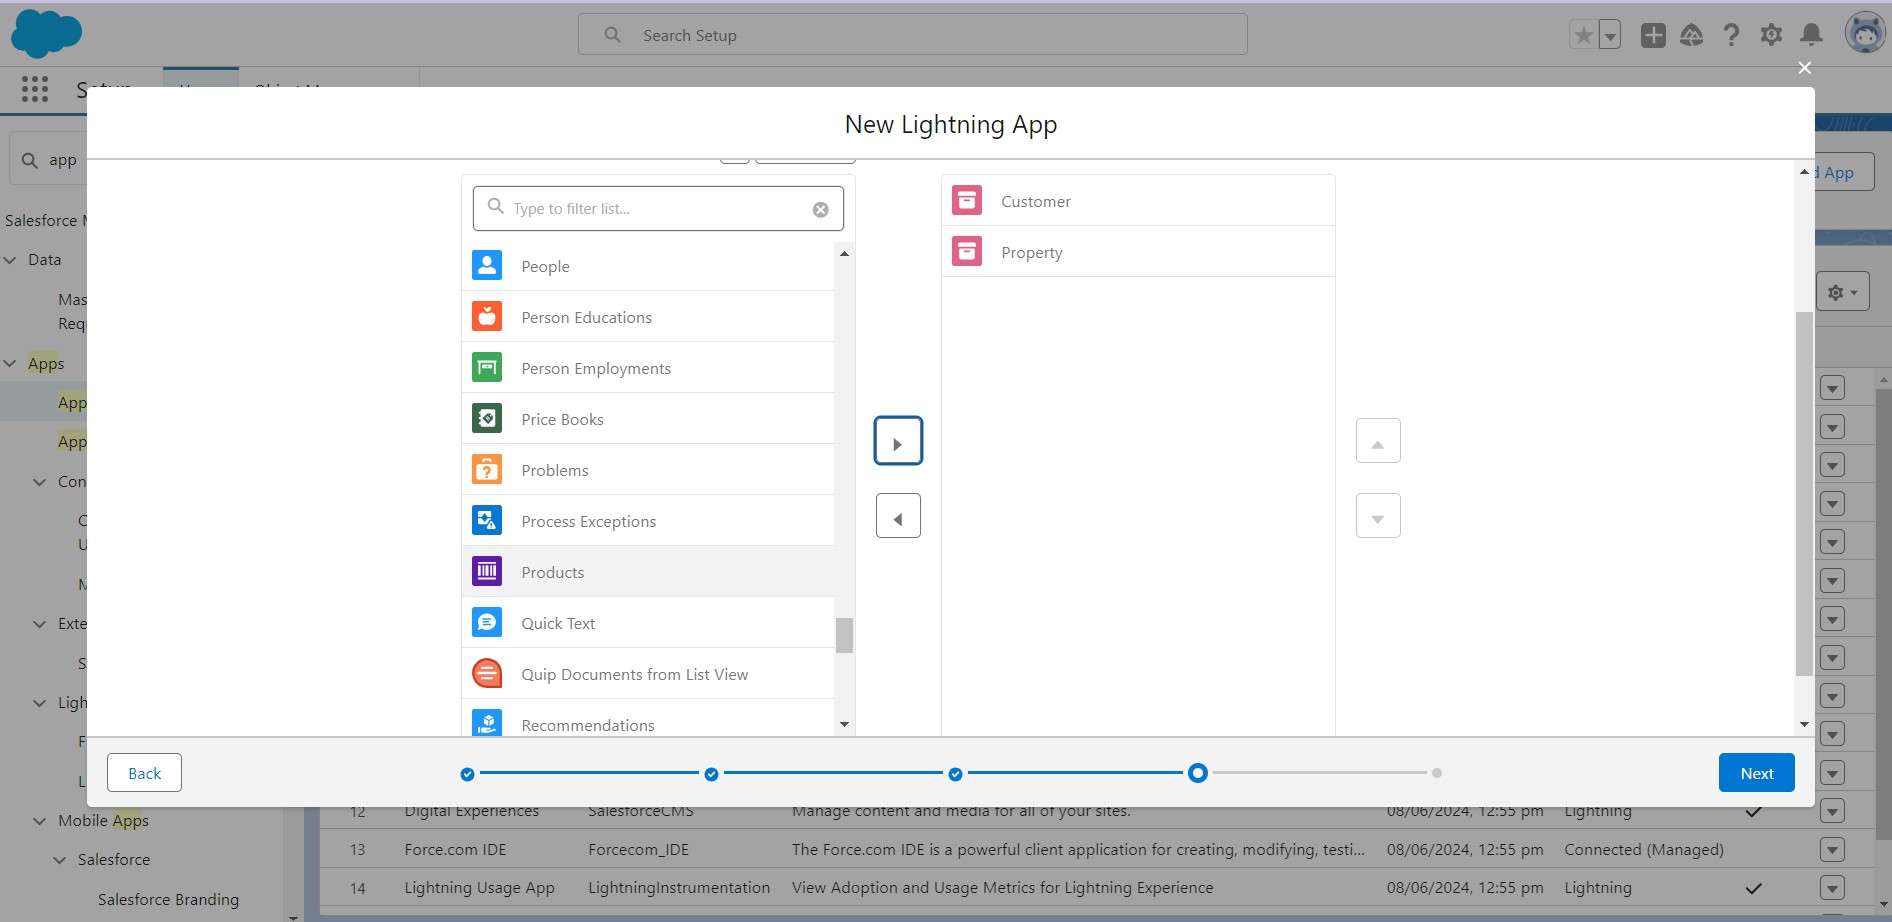 Search Setup
New Lightning App
app
d App
Salesforce M
Data
Mas
Requ
Apps
App
App
Con
C
U
M
Exte
S
Ligh
F
L
Mobile Apps
Salesforce
Salesforce Branding
Type to filter list...
People
Person Educations
Person Employments
Price Books
Problems
Process Exceptions
Products
Quick Text
Quip Documents from List View
Recommendations
Customer
Property
Back
Next
12 Digital Experiences SalesforceCMS Manage content and media for all of your sites. 08/06/2024, 12:55 pm Lightning
13 Force.com IDE Forcecom_IDE The Force.com IDE is a powerful client application for creating, modifying, testi... 08/06/2024, 12:55 pm Connected (Managed)
14 Lightning Usage App LightningInstrumentation View Adoption and Usage Metrics for Lightning Experience 08/06/2024, 12:55 pm Lightning